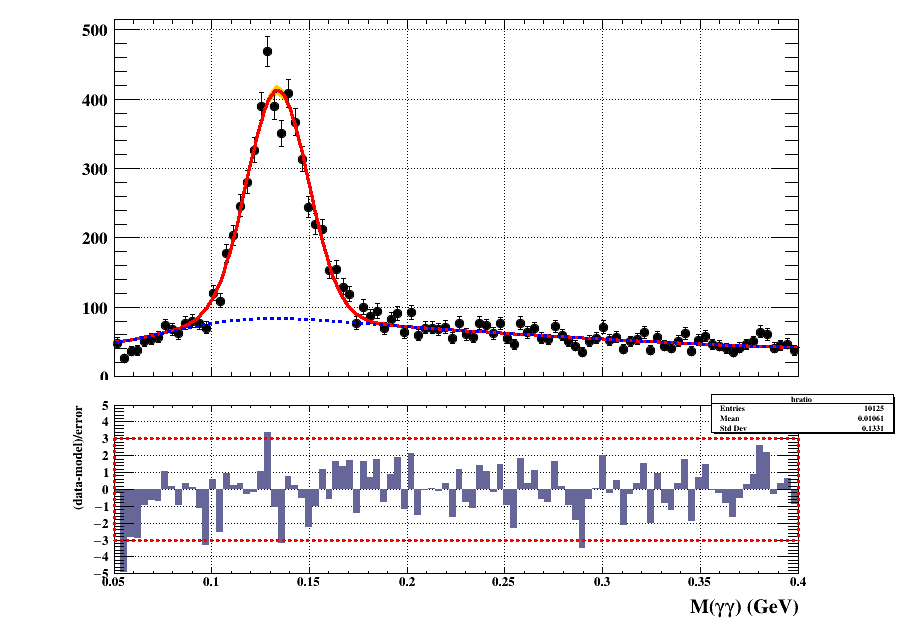 500
400
300
200
100
0
(data-model)/error
5
4
3
2
1
0
−1
−2
−3
−4
−5
hratio
Entries 10125
Mean 0.01061
Std Dev 0.1331
0.05 0.1 0.15 0.2 0.25 0.3 0.35 0.4
M(γγ) (GeV)